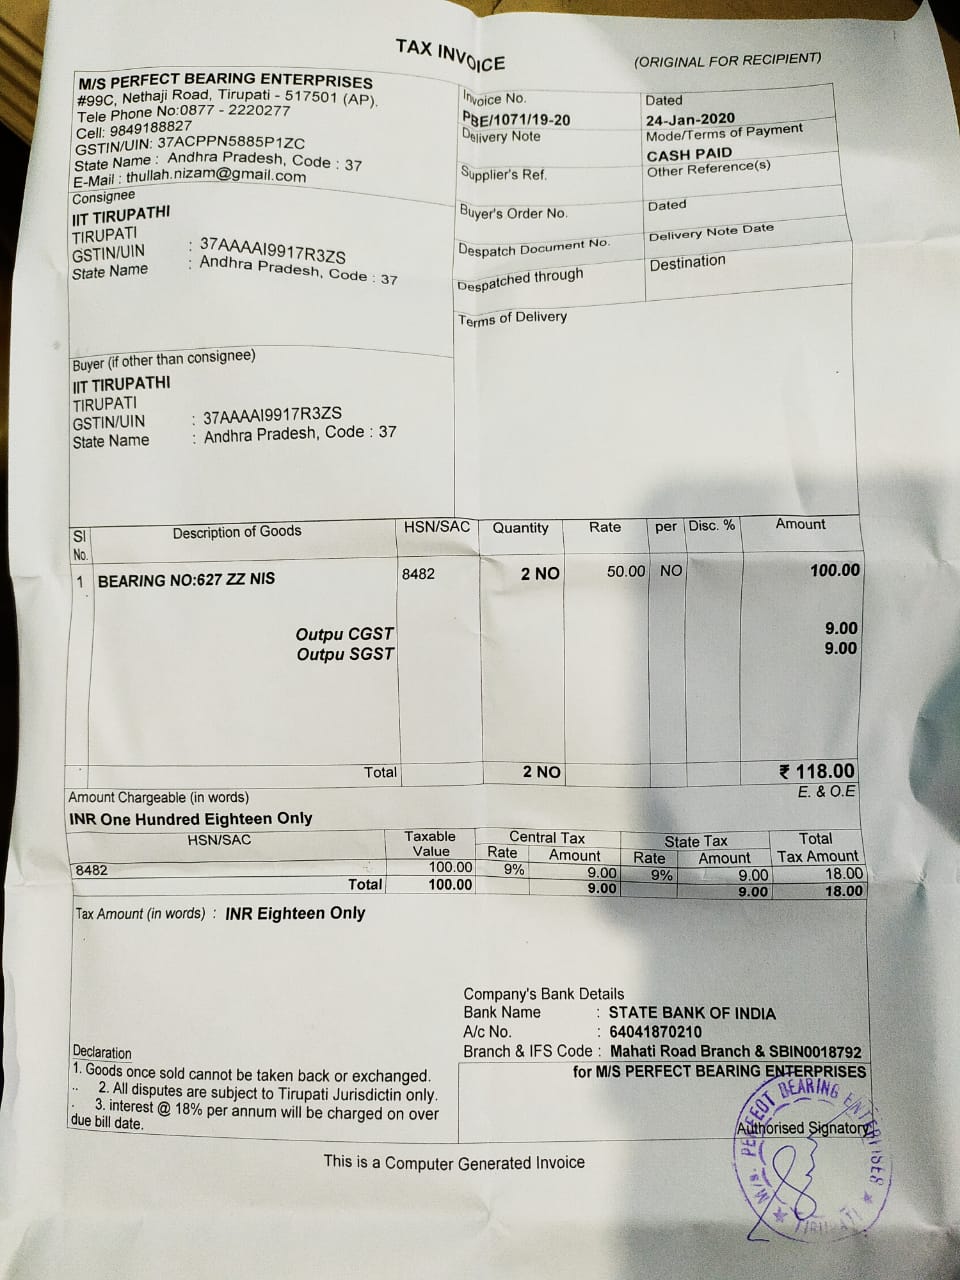 TAX INVOICE
(ORIGINAL FOR RECIPIENT)
M/S PERFECT BEARING ENTERPRISES
#99C, Nethaji Road, Tirupati - 517501 (AP).
Tele Phone No:0877 - 2220277
Cell: 9849188827
GSTIN/UIN: 37ACPPN5885P1ZC
State Name : Andhra Pradesh, Code : 37
E-Mail : thullah.nizam@gmail.com
Invoice No. Dated
PBE/1071/19-20 24-Jan-2020
Delivery Note Mode/Terms of Payment
CASH PAID
Supplier's Ref. Other Reference(s)
Buyer's Order No. Dated
Despatch Document No. Delivery Note Date
Despatched through Destination
Terms of Delivery
Consignee
IIT TIRUPATHI
TIRUPATI
GSTIN/UIN : 37AAAAI9917R3ZS
State Name : Andhra Pradesh, Code : 37
Buyer (if other than consignee)
IIT TIRUPATHI
TIRUPATI
GSTIN/UIN : 37AAAAI9917R3ZS
State Name : Andhra Pradesh, Code : 37
Sl No. Description of Goods HSN/SAC Quantity Rate per Disc. % Amount
1 BEARING NO:627 ZZ NIS 8482 2 NO 50.00 NO 100.00
Outpu CGST 9.00
Outpu SGST 9.00
Total 2 NO ₹ 118.00
Amount Chargeable (in words) E. & O.E
INR One Hundred Eighteen Only
HSN/SAC Taxable Value Central Tax State Tax Total Tax Amount
Rate Amount Rate Amount
8482 100.00 9% 9.00 9% 9.00 18.00
Total 100.00 9.00 9.00 18.00
Tax Amount (in words) : INR Eighteen Only
Company's Bank Details
Bank Name : STATE BANK OF INDIA
A/c No. : 64041870210
Branch & IFS Code : Mahati Road Branch & SBIN0018792
Declaration
1. Goods once sold cannot be taken back or exchanged.
2. All disputes are subject to Tirupati Jurisdictin only.
3. interest @ 18% per annum will be charged on over
due bill date.
for M/S PERFECT BEARING ENTERPRISES
Authorised Signatory
M/s. PERFEDT BEARING ENTERPRISES
TIRUPATI
This is a Computer Generated Invoice